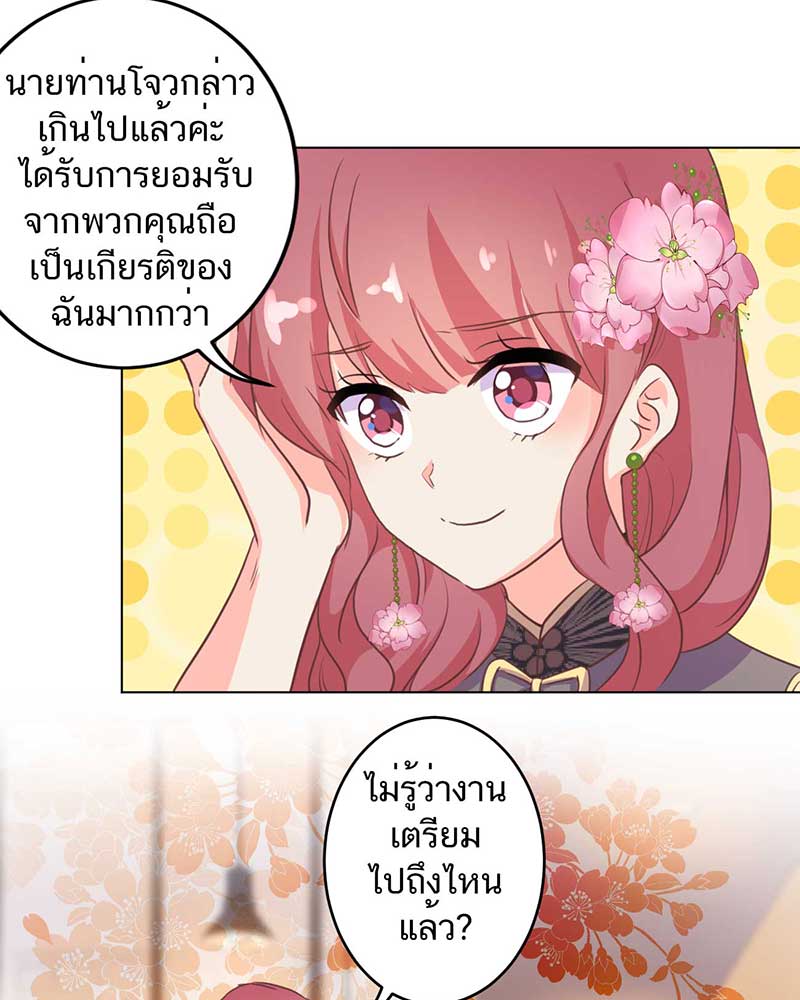 นายท่านโจวกล่าว
เกินไปแล้วค่ะ
ได้รับการยอมรับ
จากพวกคุณถือ
เป็นเกียรติของ
ฉันมากกว่า
ไม่รู้ว่างาน
เตรียม
ไปถึงไหน
แล้ว?